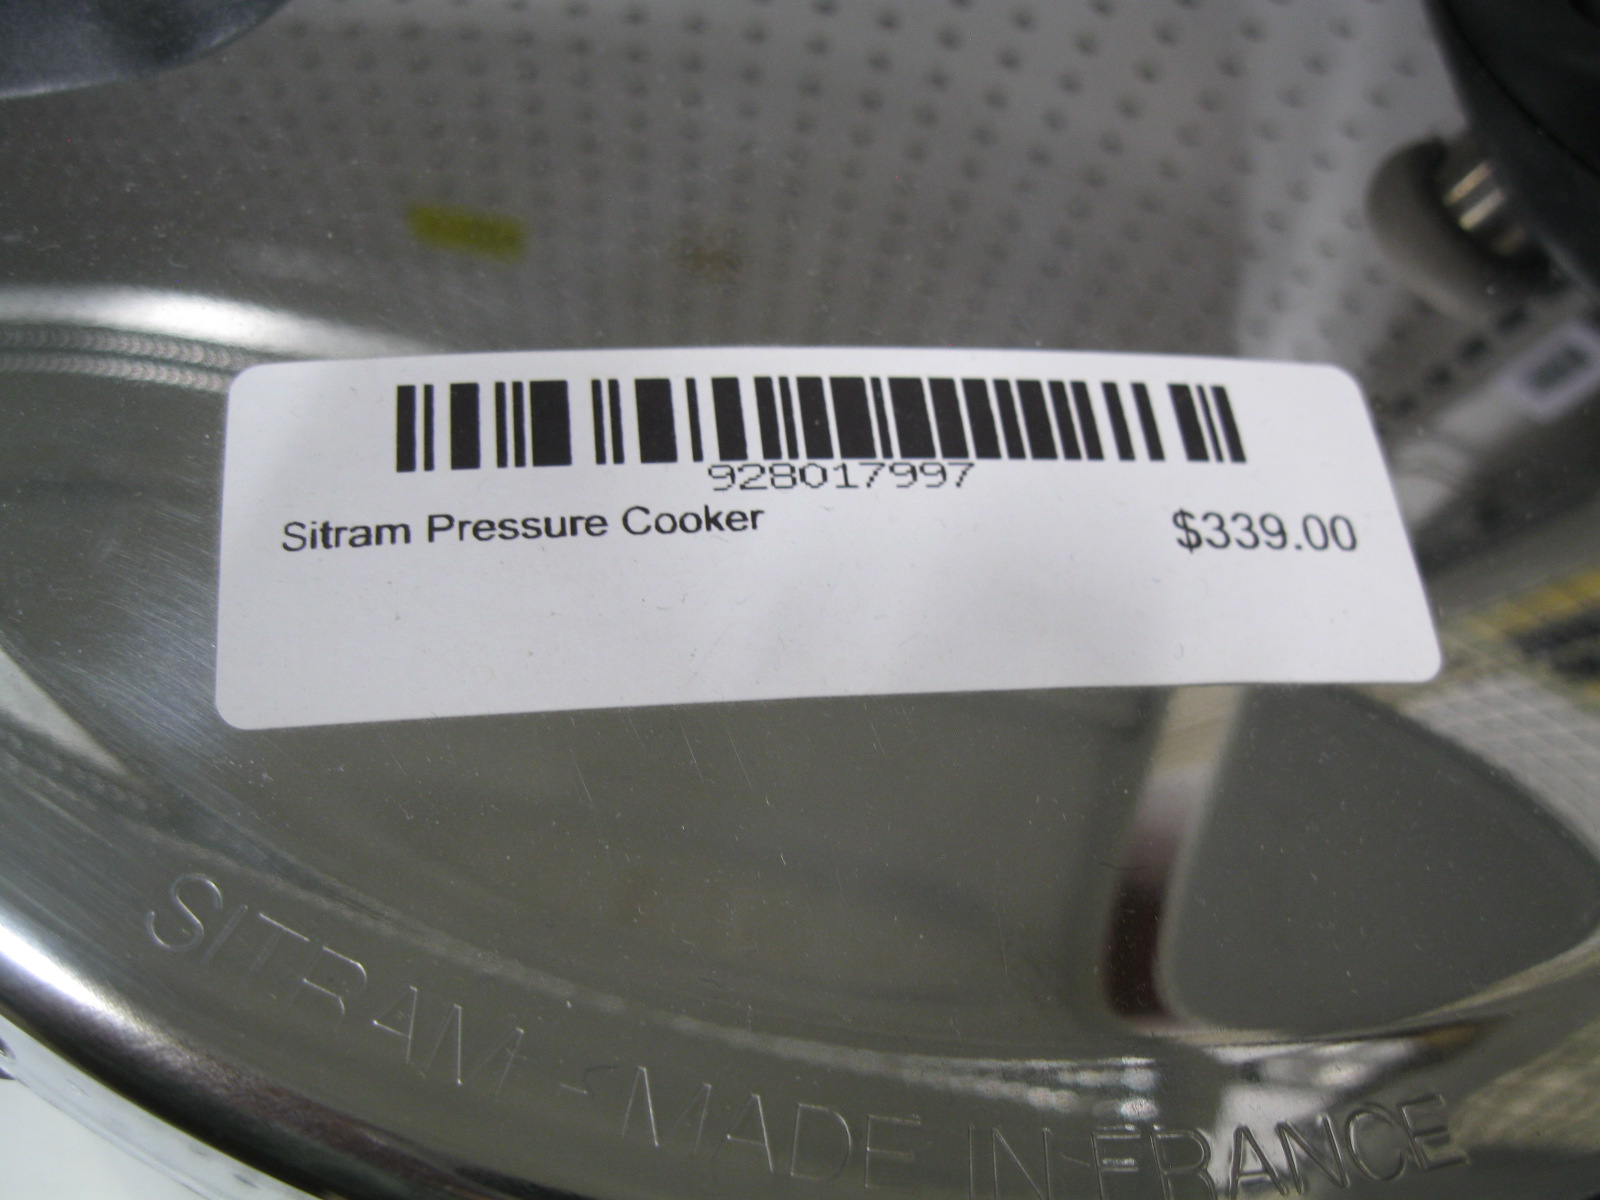 928017997
Sitram Pressure Cooker $339.00
SITRAM - MADE IN FRANCE